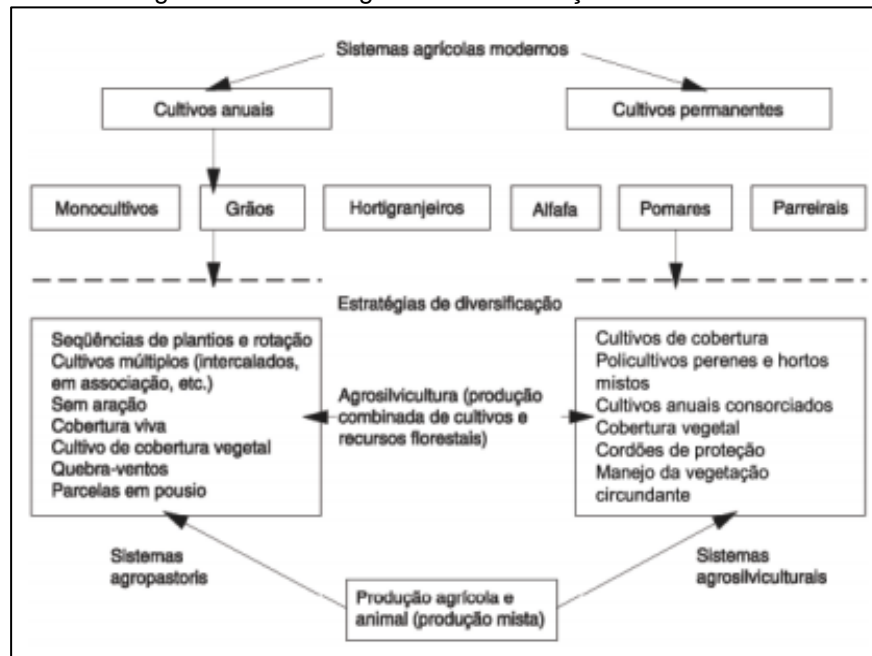 Sistemas agrícolas modernos
Cultivos anuais
Cultivos permanentes
Monocultivos
Grãos
Hortigranjeiros
Alfafa
Pomares
Parreirais
Estratégias de diversificação
Seqüências de plantios e rotação
Cultivos múltiplos (intercalados,
em associação, etc.)
Sem aração
Cobertura viva
Cultivo de cobertura vegetal
Quebra-ventos
Parcelas em pousio
Agrosilvicultura (produção
combinada de cultivos e
recursos florestais)
Cultivos de cobertura
Policultivos perenes e hortos
mistos
Cultivos anuais consorciados
Cobertura vegetal
Cordões de proteção
Manejo da vegetação
circundante
Sistemas
agropastoris
Sistemas
agrosilviculturais
Produção agrícola e
animal (produção mista)